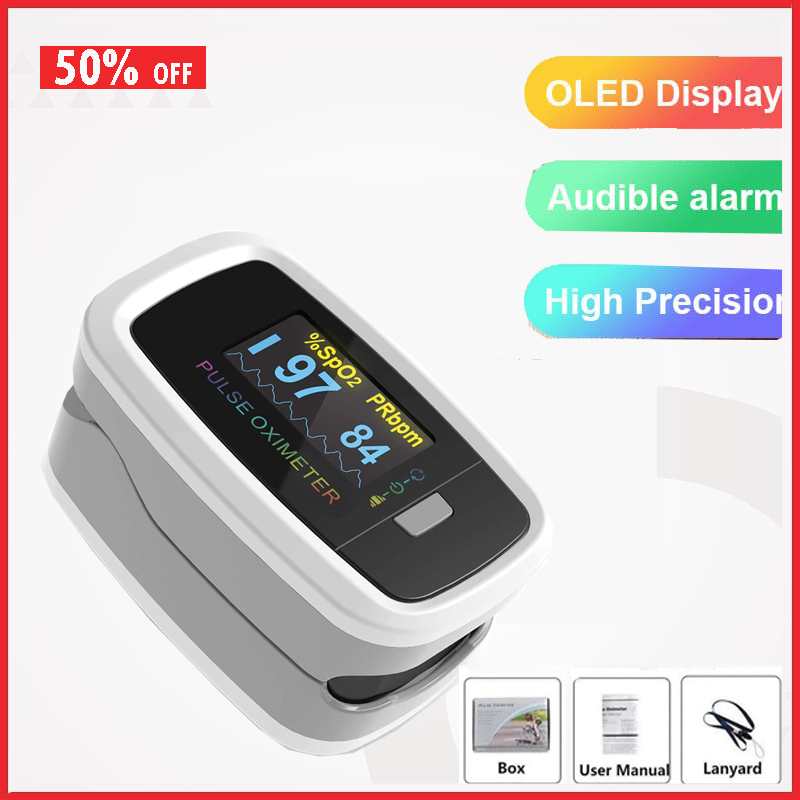 50% OFF
OLED Display
Audible alarm
High Precision
%SpO2
PRbpm
97
84
PULSE OXIMETER
Box
User Manual
Lanyard